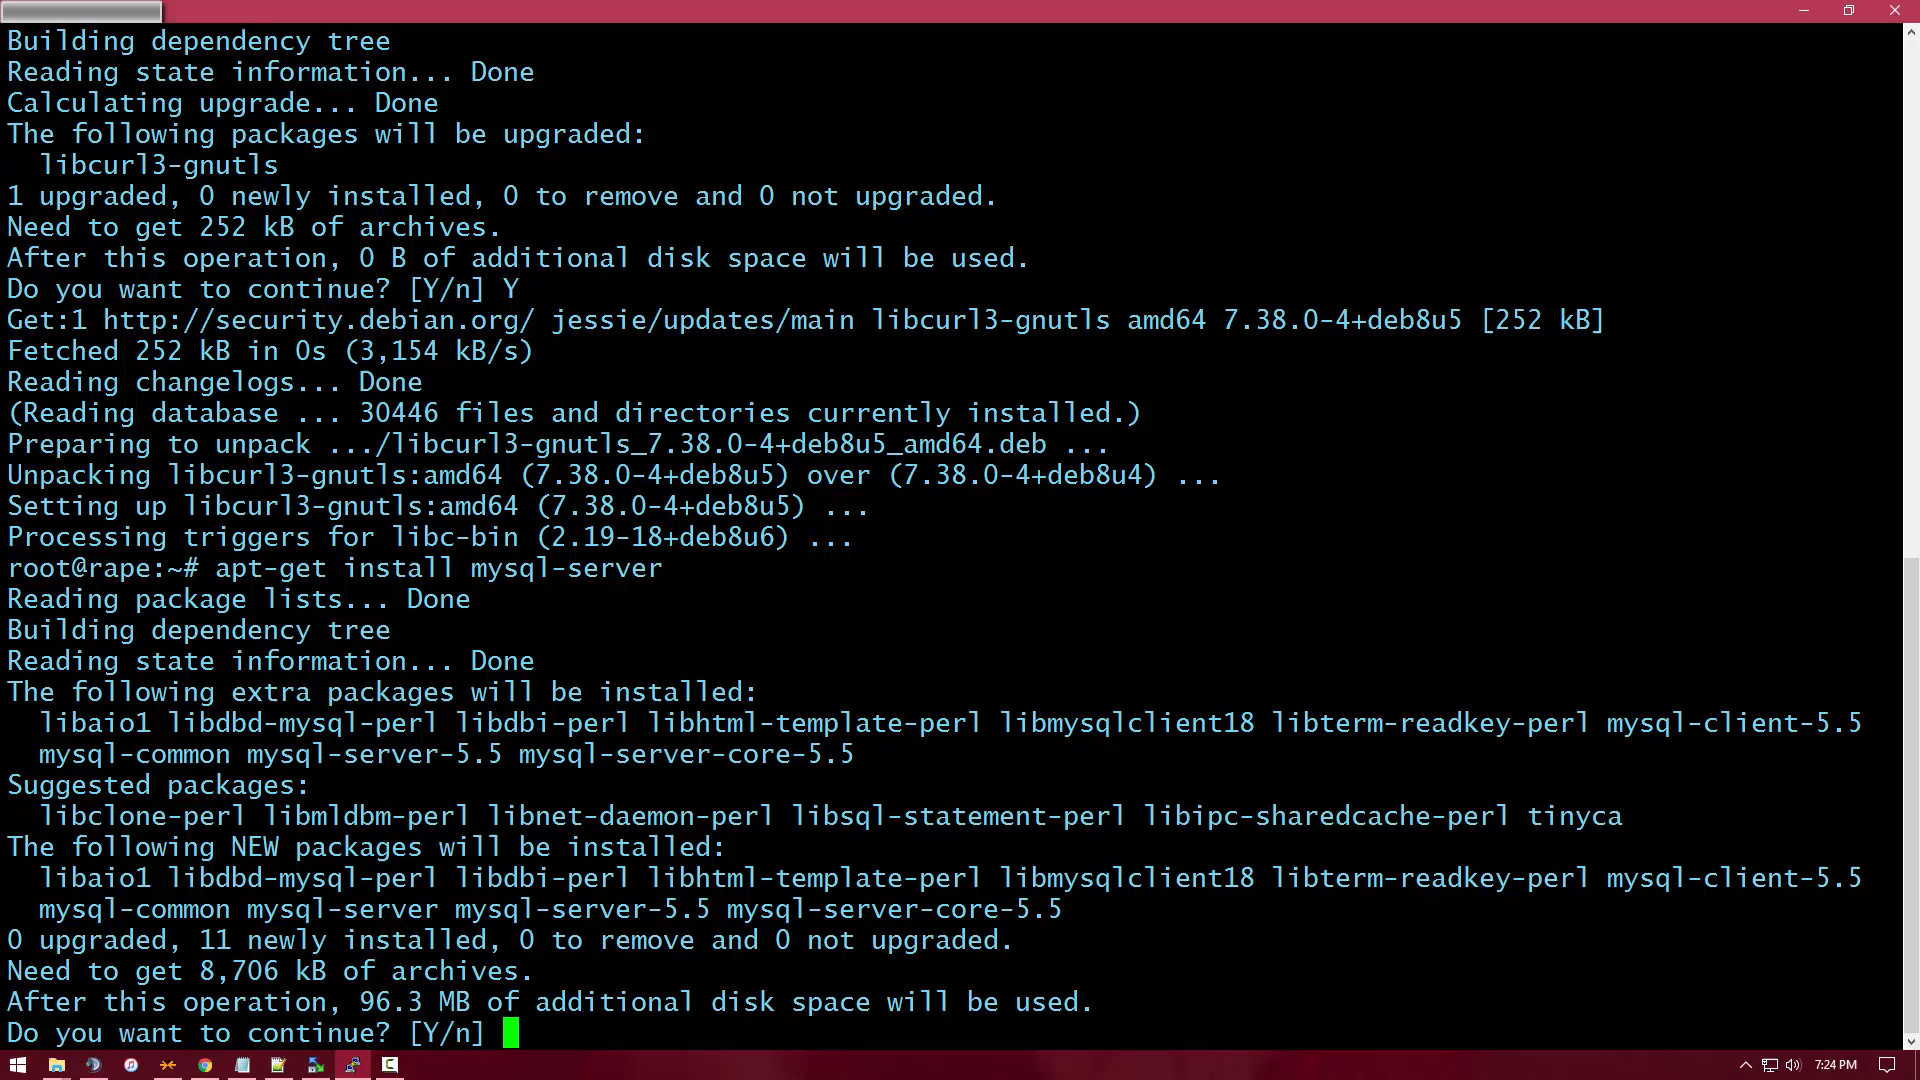 Building dependency tree
Reading state information... Done
Calculating upgrade... Done
The following packages will be upgraded:
  libcurl3-gnutls
1 upgraded, 0 newly installed, 0 to remove and 0 not upgraded.
Need to get 252 kB of archives.
After this operation, 0 B of additional disk space will be used.
Do you want to continue? [Y/n] Y
Get:1 http://security.debian.org/ jessie/updates/main libcurl3-gnutls amd64 7.38.0-4+deb8u5 [252 kB]
Fetched 252 kB in 0s (3,154 kB/s)
Reading changelogs... Done
(Reading database ... 30446 files and directories currently installed.)
Preparing to unpack .../libcurl3-gnutls_7.38.0-4+deb8u5_amd64.deb ...
Unpacking libcurl3-gnutls:amd64 (7.38.0-4+deb8u5) over (7.38.0-4+deb8u4) ...
Setting up libcurl3-gnutls:amd64 (7.38.0-4+deb8u5) ...
Processing triggers for libc-bin (2.19-18+deb8u6) ...
root@rape:~# apt-get install mysql-server
Reading package lists... Done
Building dependency tree
Reading state information... Done
The following extra packages will be installed:
  libaio1 libdbd-mysql-perl libdbi-perl libhtml-template-perl libmysqlclient18 libterm-readkey-perl mysql-client-5.5
  mysql-common mysql-server-5.5 mysql-server-core-5.5
Suggested packages:
  libclone-perl libmldbm-perl libnet-daemon-perl libsql-statement-perl libipc-sharedcache-perl tinyca
The following NEW packages will be installed:
  libaio1 libdbd-mysql-perl libdbi-perl libhtml-template-perl libmysqlclient18 libterm-readkey-perl mysql-client-5.5
  mysql-common mysql-server mysql-server-5.5 mysql-server-core-5.5
0 upgraded, 11 newly installed, 0 to remove and 0 not upgraded.
Need to get 8,706 kB of archives.
After this operation, 96.3 MB of additional disk space will be used.
Do you want to continue? [Y/n]
7:24 PM